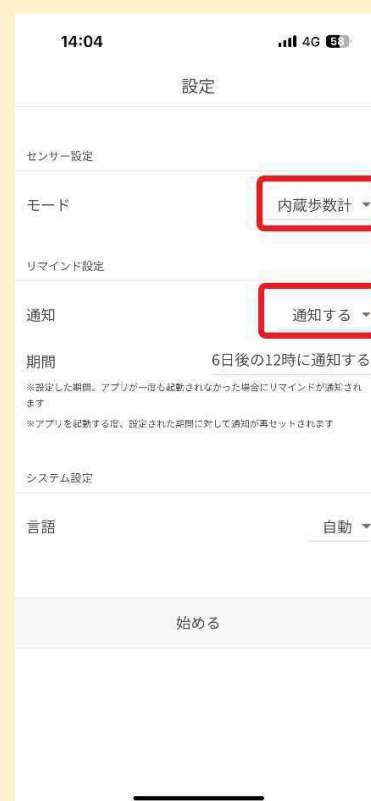 14:04
4G 58
設定
センサー設定
モード 内蔵歩数計
リマインド設定
通知 通知する
期間 6日後の12時に通知する
※設定した期間、アプリが一度も起動されなかった場合にリマインドが通知され
ます
※アプリを起動する度、設定された期間に対して通知が再セットされます
システム設定
言語 自動
始める